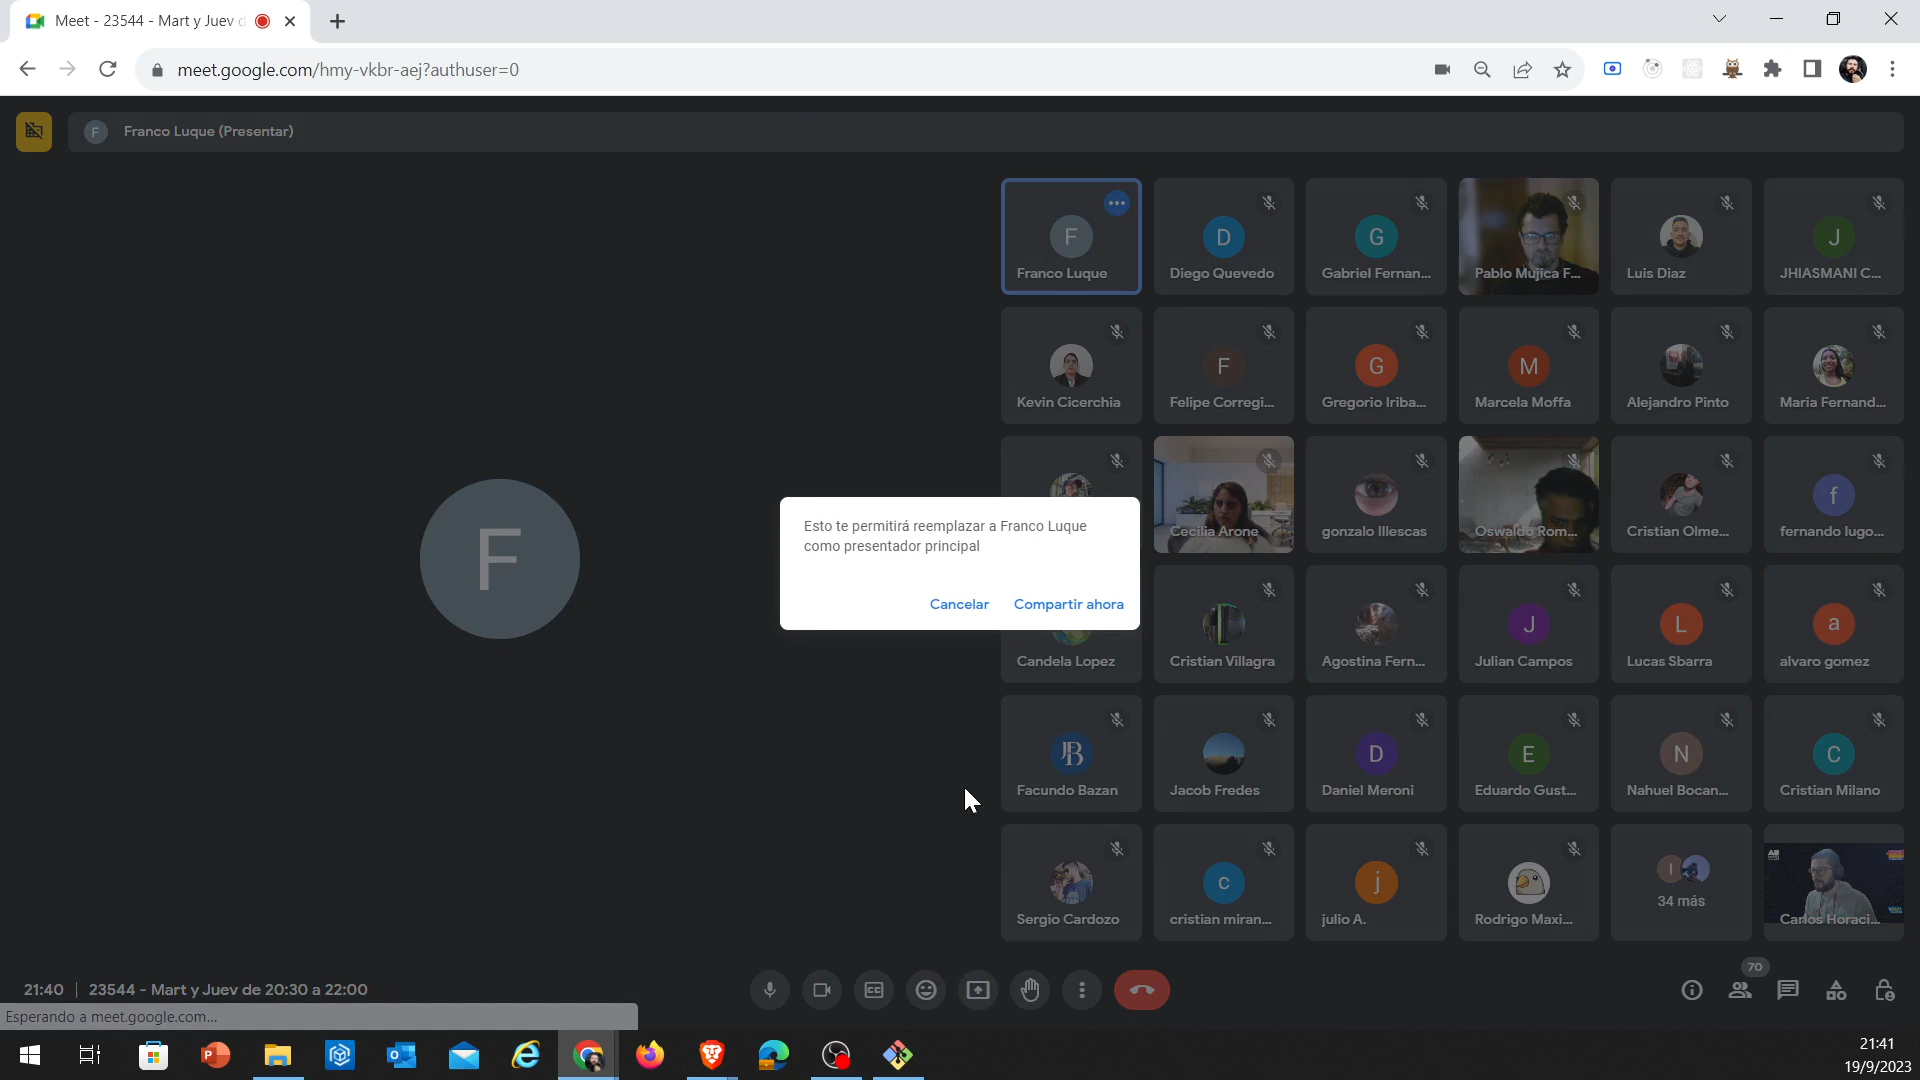 Meet - 23544 - Mart y Juev d
meet.google.com/hmy-vkbr-aej?authuser=0
F
Franco Luque (Presentar)
F
Franco Luque
D
Diego Quevedo
G
Gabriel Fernan...
Pablo Mujica F...
Luis Diaz
J
JHIASMANI C...
Kevin Cicerchia
F
Felipe Corregi...
G
Gregorio Iriba...
M
Marcela Moffa
Alejandro Pinto
Maria Fernand...
F
Cecilia Arone
gonzalo Illescas
Oswaldo Rom...
Cristian Olme...
f
fernando lugo...
Esto te permitirá reemplazar a Franco Luque
como presentador principal
Cancelar
Compartir ahora
Candela Lopez
Cristian Villagra
Agostina Fern...
J
Julian Campos
L
Lucas Sbarra
a
alvaro gomez
Facundo Bazan
Jacob Fredes
D
Daniel Meroni
E
Eduardo Gust...
N
Nahuel Bocan...
C
Cristian Milano
Sergio Cardozo
c
cristian miran...
j
julio A.
Rodrigo Maxi...
I
34 más
Carlos Horaci...
21:40 | 23544 - Mart y Juev de 20:30 a 22:00
70
Esperando a meet.google.com...
21:41
19/9/2023